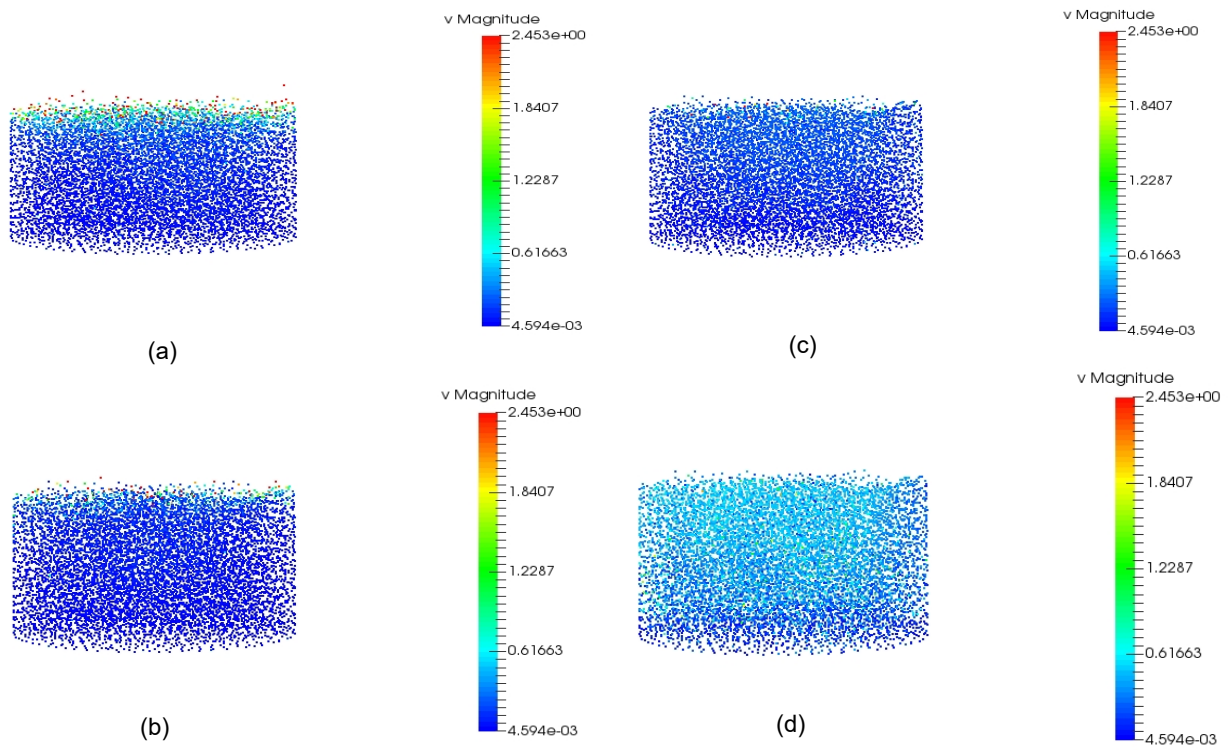 v Magnitude
2.453e+00
1.8407
1.2287
0.61663
4.594e-03
(a)
v Magnitude
2.453e+00
1.8407
1.2287
0.61663
4.594e-03
(c)
v Magnitude
2.453e+00
1.8407
1.2287
0.61663
4.594e-03
(b)
v Magnitude
2.453e+00
1.8407
1.2287
0.61663
4.594e-03
(d)